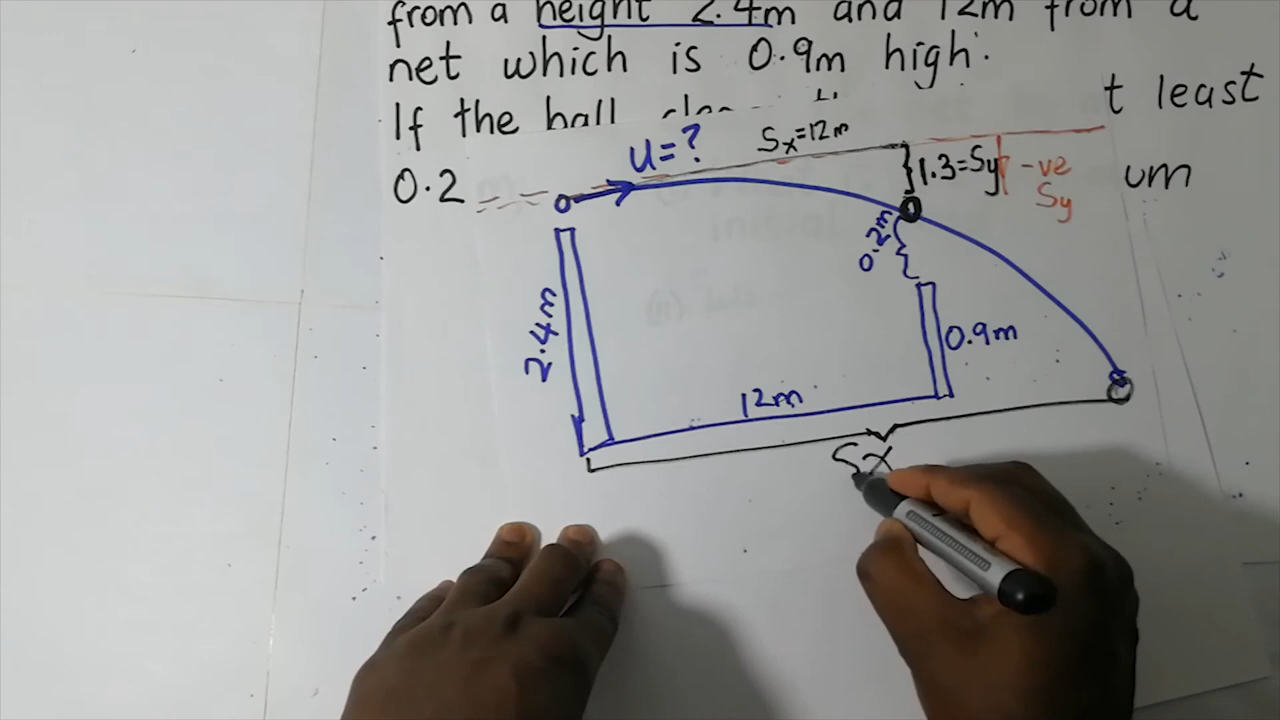 from a height 2.4m and 12m from a
net which is 0.9m high.
If the ball t least
0.2 um
u=?
Sx=12m
1.3=Sy
-ve
Sy
0.2m
2.4m
0.9m
12m
Sx